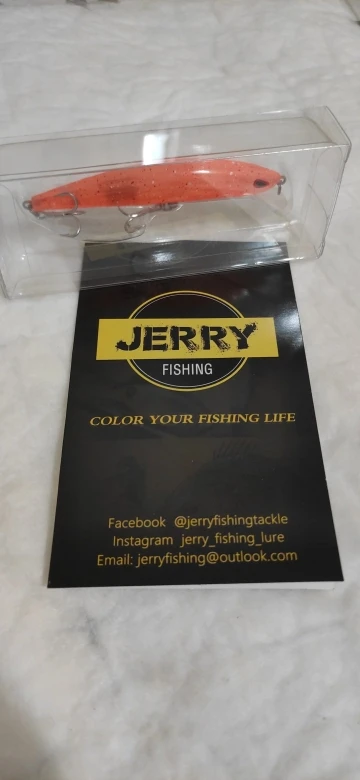 JERRY
FISHING
COLOR YOUR FISHING LIFE
Facebook @jerryfishingtackle
Instagram jerry_fishing_lure
Email: jerryfishing@outlook.com